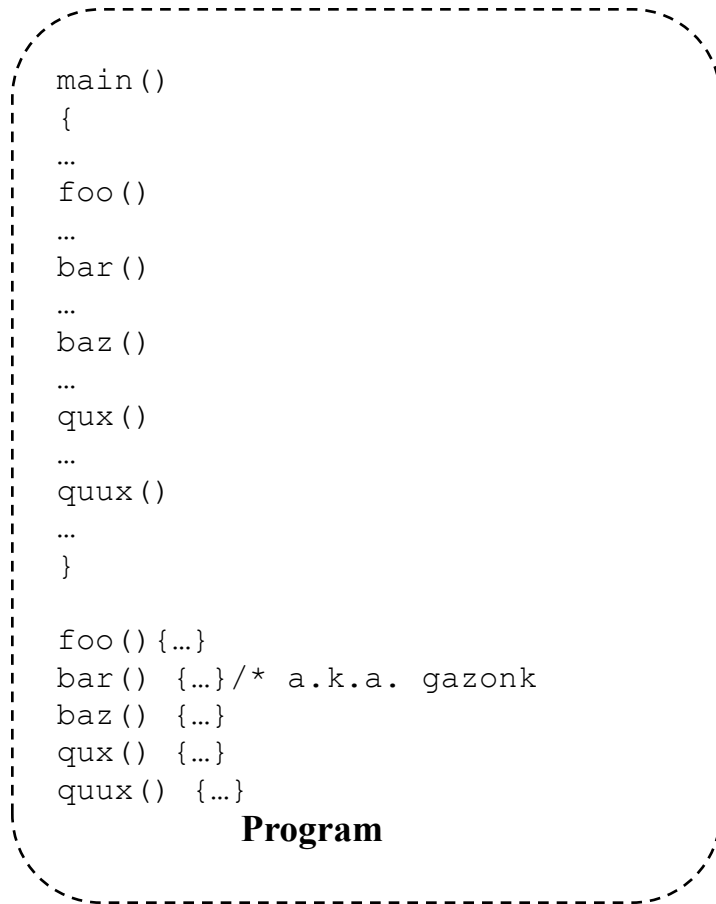 main()
{
…
foo()
…
bar()
…
baz()
…
qux()
…
quux()
…
}
foo(){…}
bar() {…}/* a.k.a. gazonk
baz() {…}
qux() {…}
quux() {…}
Program